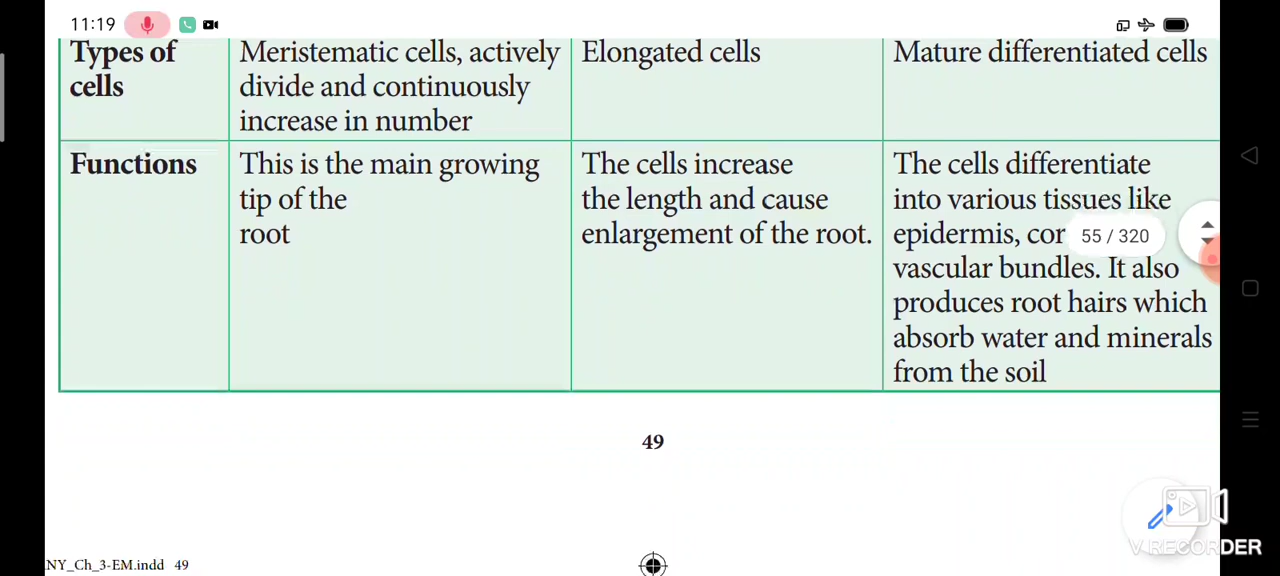 11:19
Types of
cells
Meristematic cells, actively
divide and continuously
increase in number
Elongated cells
Mature differentiated cells
Functions
This is the main growing
tip of the
root
The cells increase
the length and cause
enlargement of the root.
The cells differentiate
into various tissues like
epidermis, cor
vascular bundles. It also
produces root hairs which
absorb water and minerals
from the soil
55 / 320
49
NY_Ch_3-EM.indd 49
V RECORDER